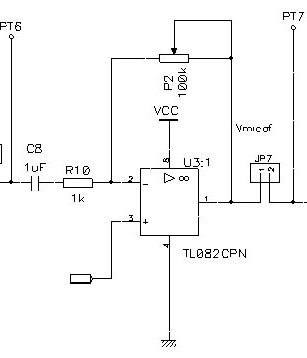 PT6
PT7
P2
100k
VCC
Vmicof
C8
1uF
R10
1k
U3:1
8
∞
2
-
3
+
1
4
JP7
1 2
TL082CPN